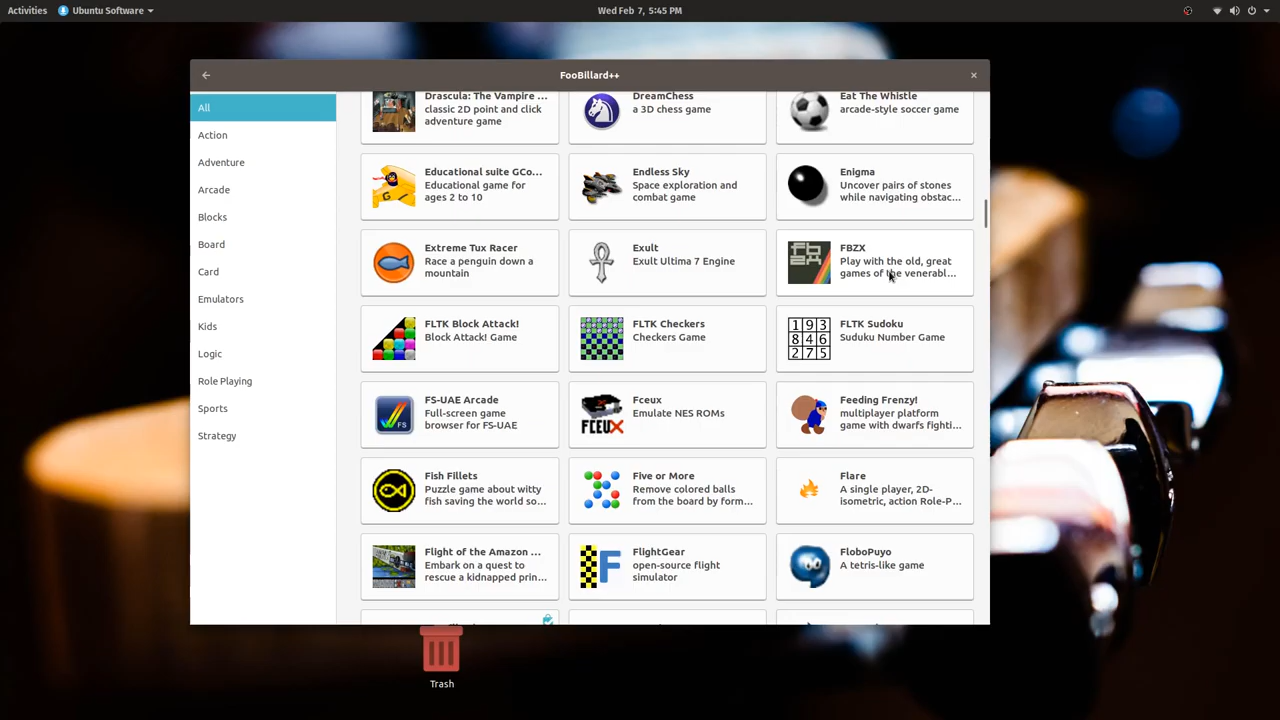 Activities
Ubuntu Software
Wed Feb 7, 5:45 PM
FooBillard++
All
Action
Adventure
Arcade
Blocks
Board
Card
Emulators
Kids
Logic
Role Playing
Sports
Strategy
Drascula: The Vampire ...
classic 2D point and click
adventure game
DreamChess
a 3D chess game
Eat The Whistle
arcade-style soccer game
Educational suite GCo...
Educational game for
ages 2 to 10
Endless Sky
Space exploration and
combat game
Enigma
Uncover pairs of stones
while navigating obstac...
Extreme Tux Racer
Race a penguin down a
mountain
Exult
Exult Ultima 7 Engine
FBZX
Play with the old, great
games of the venerabl...
FLTK Block Attack!
Block Attack! Game
FLTK Checkers
Checkers Game
193
846
275
FLTK Sudoku
Suduku Number Game
FS
FS-UAE Arcade
Full-screen game
browser for FS-UAE
FCEUX
Fceux
Emulate NES ROMs
Feeding Frenzy!
multiplayer platform
game with dwarfs fighti...
Fish Fillets
Puzzle game about witty
fish saving the world so...
Five or More
Remove colored balls
from the board by form...
Flare
A single player, 2D-
isometric, action Role-P...
Flight of the Amazon ...
Embark on a quest to
rescue a kidnapped prin...
F
FlightGear
open-source flight
simulator
FloboPuyo
A tetris-like game
Trash